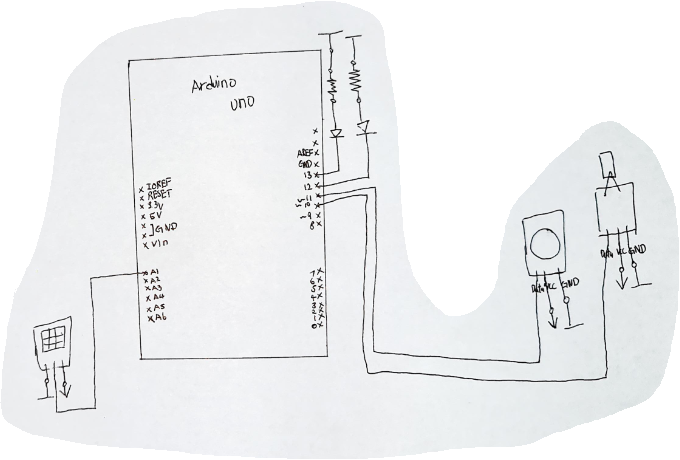 Arduino
uno
AREF
GND
13
12
~11
~10
~9
8
IOREF
RESET
3.3V
5V
GND
Vin
A1
A2
A3
A4
A5
A6
7
6
5
4
3
2
1
0
Data VCC GND
Data VCC GND